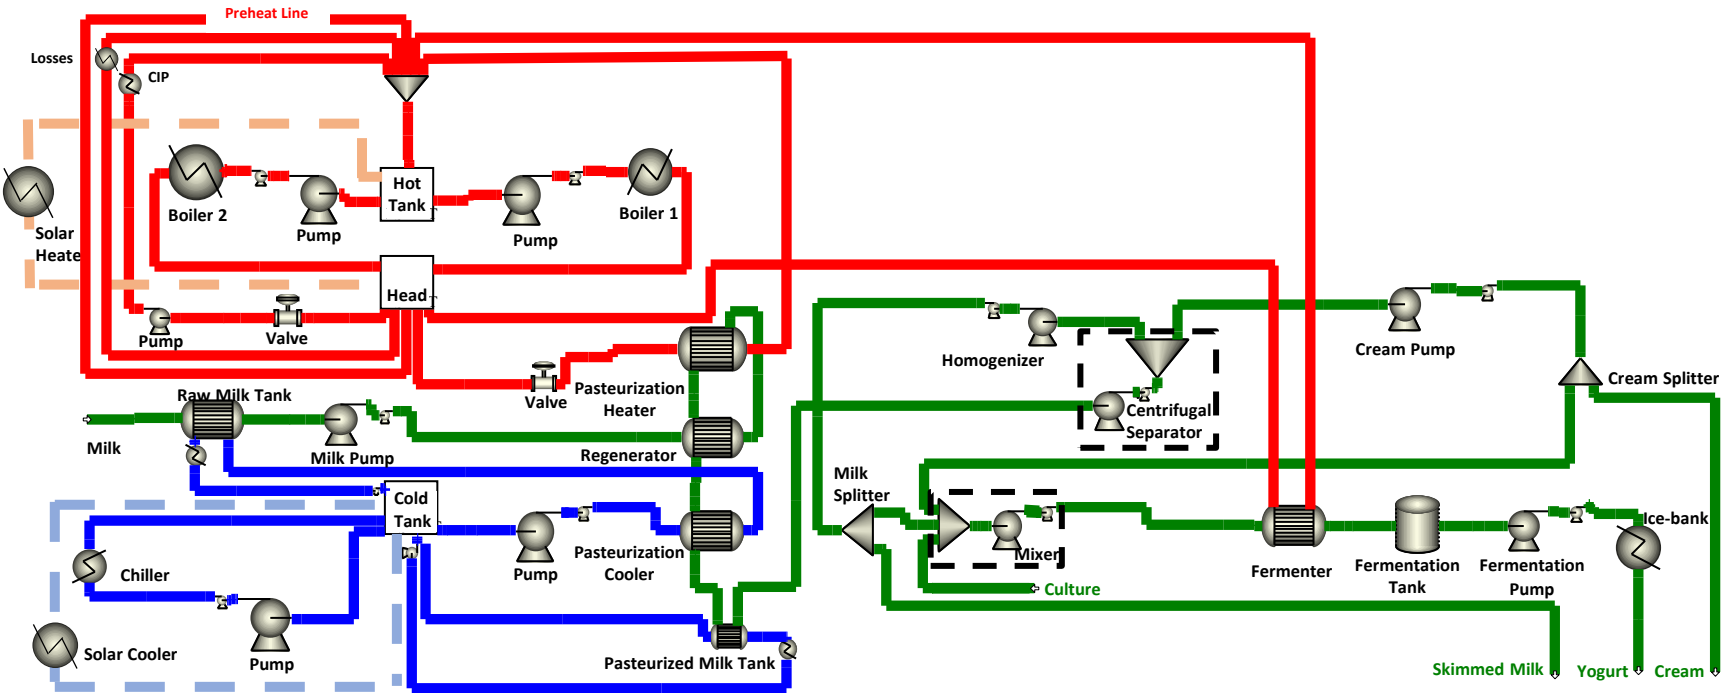 Preheat Line
Losses
CIP
Boiler 2
Pump
Hot
Tank
Pump
Boiler 1
Solar
Heate
Head
Pump
Valve
Valve
Pasteurization
Heater
Homogenizer
Cream Pump
Cream Splitter
Centrifugal
Separator
Raw Milk Tank
Milk
Milk Pump
Regenerator
Cold
Tank
Milk
Splitter
Mixer
Pump
Pasteurization
Cooler
Chiller
Culture
Fermenter
Fermentation
Tank
Fermentation
Pump
Ice-bank
Solar Cooler
Pump
Pasteurized Milk Tank
Skimmed Milk
Yogurt
Cream